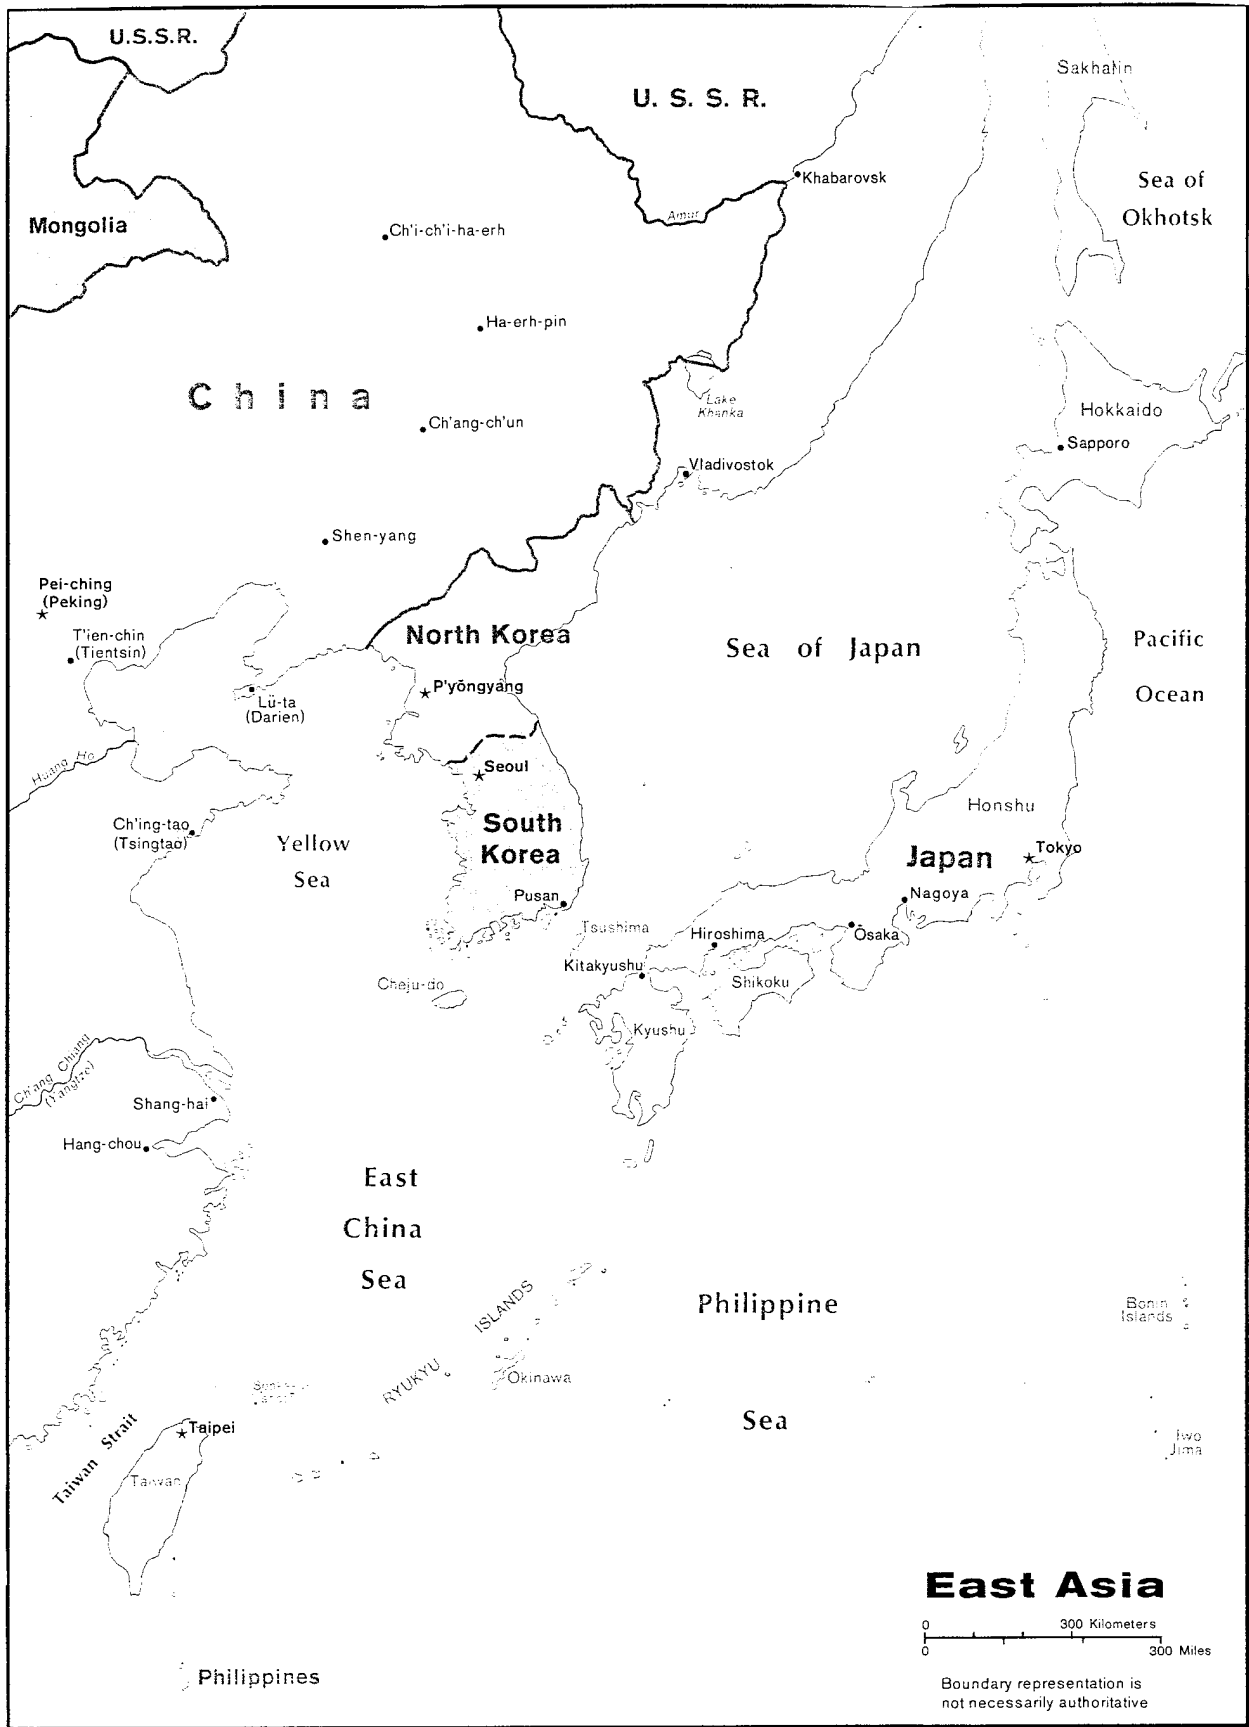 U.S.S.R.
U. S. S. R.
Sakhalin
Sea of
Okhotsk
Khabarovsk
Amur
Mongolia
Ch'i-ch'i-ha-erh
Ha-erh-pin
China
Lake
Khanka
Hokkaido
Sapporo
Ch'ang-ch'un
Vladivostok
Shen-yang
Pei-ching
(Peking)
T'ien-chin
(Tientsin)
North Korea
P'yŏngyang
Lü-ta
(Darien)
Sea of Japan
Pacific
Ocean
Huang Ho
Seoul
South
Korea
Ch'ing-tao
(Tsingtao)
Yellow
Sea
Honshu
Japan
Tokyo
Nagoya
Pusan
Tsushima
Hiroshima
Ōsaka
Kitakyushu
Shikoku
Cheju-do
Kyushu
Ch'ang Chiang
(Yangtze)
Shang-hai
Hang-chou
East
China
Sea
RYUKYU ISLANDS
Okinawa
Philippine
Sea
Bonin
Islands
Iwo
Jima
Taiwan Strait
Taipei
Taiwan
Philippines
East Asia
0 300 Kilometers
0 300 Miles
Boundary representation is
not necessarily authoritative